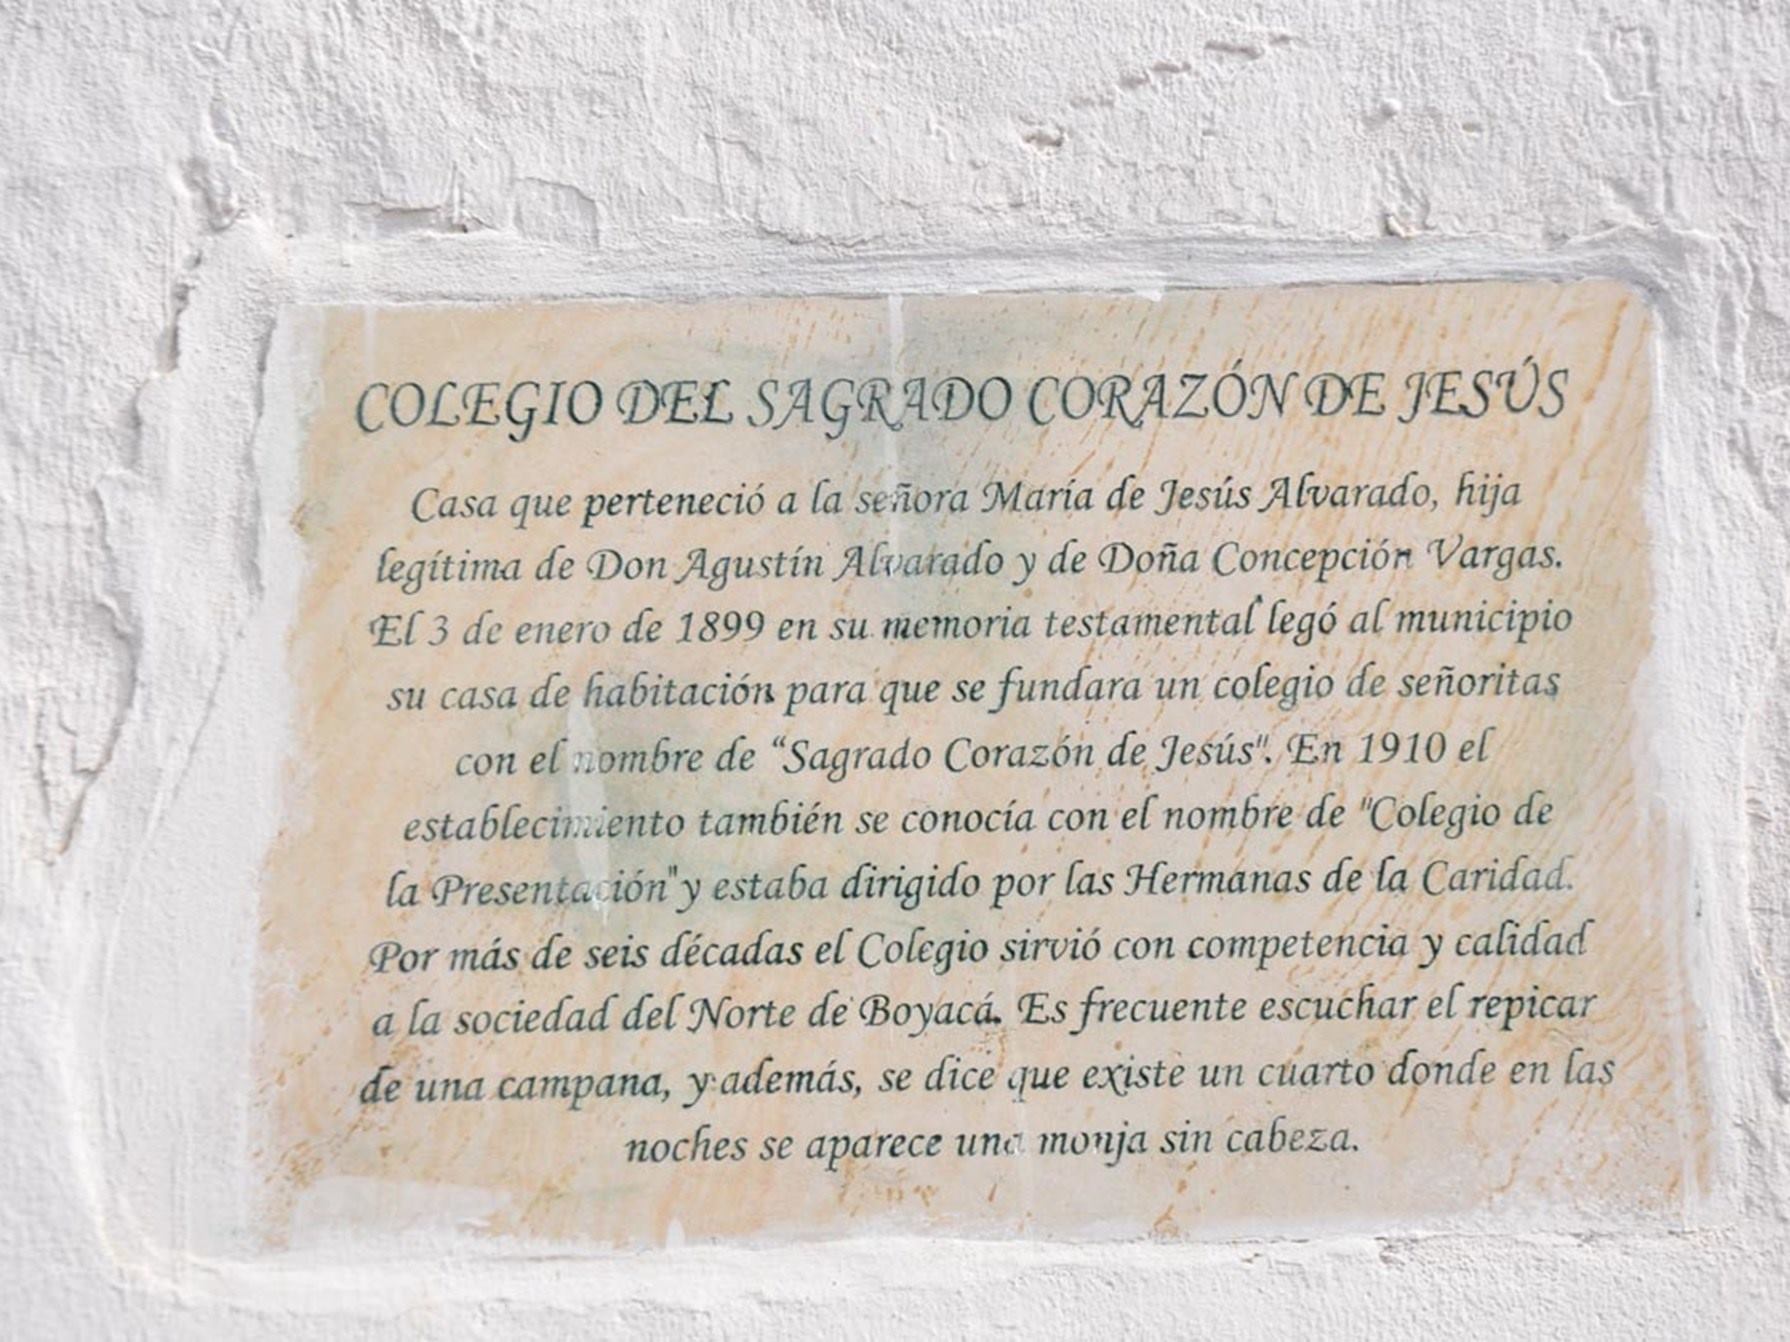 COLEGIO DEL SAGRADO CORAZÓN DE JESÚS
Casa que perteneció a la señora María de Jesús Alvarado, hija
legítima de Don Agustín Alvarado y de Doña Concepción Vargas.
El 3 de enero de 1899 en su memoria testamental legó al municipio
su casa de habitación para que se fundara un colegio de señoritas
con el nombre de “Sagrado Corazón de Jesús". En 1910 el
establecimiento también se conocía con el nombre de "Colegio de
la Presentación" y estaba dirigido por las Hermanas de la Caridad.
Por más de seis décadas el Colegio sirvió con competencia y calidad
a la sociedad del Norte de Boyacá. Es frecuente escuchar el repicar
de una campana, y además, se dice que existe un cuarto donde en las
noches se aparece una monja sin cabeza.